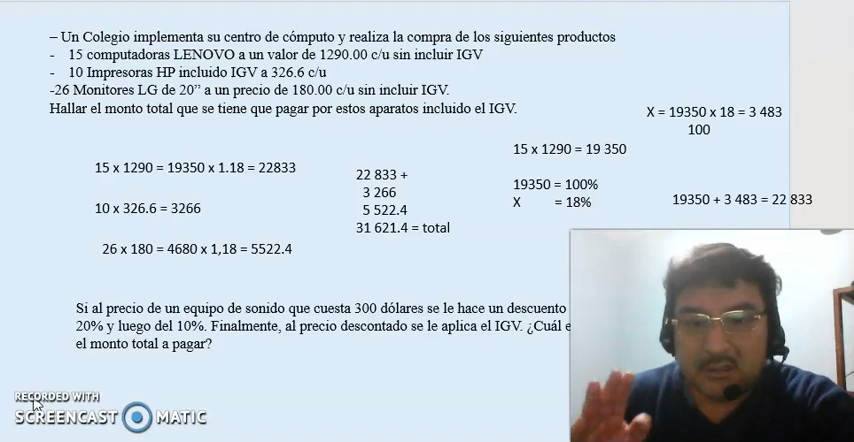 – Un Colegio implementa su centro de cómputo y realiza la compra de los siguientes productos
- 15 computadoras LENOVO a un valor de 1290.00 c/u sin incluir IGV
- 10 Impresoras HP incluido IGV a 326.6 c/u
-26 Monitores LG de 20” a un precio de 180.00 c/u sin incluir IGV.
Hallar el monto total que se tiene que pagar por estos aparatos incluido el IGV.
X = 19350 x 18 = 3 483
100
15 x 1290 = 19 350
15 x 1290 = 19350 x 1.18 = 22833
22 833 +
3 266
5 522.4
31 621.4 = total
19350 = 100%
X = 18%
19350 + 3 483 = 22 833
10 x 326.6 = 3266
26 x 180 = 4680 x 1,18 = 5522.4
Si al precio de un equipo de sonido que cuesta 300 dólares se le hace un descuento
20% y luego del 10%. Finalmente, al precio descontado se le aplica el IGV. ¿Cuál
el monto total a pagar?
RECORDED WITH
SCREENCAST MATIC